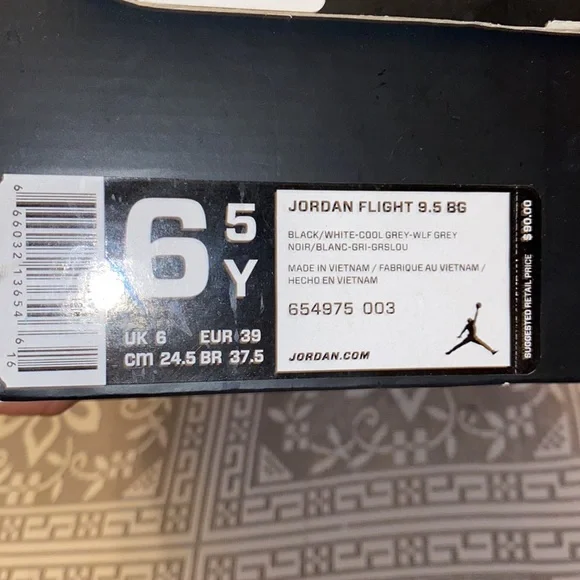 6 66032 13654 6 16
6 5 Y
UK 6 EUR 39
CM 24.5 BR 37.5
JORDAN FLIGHT 9.5 BG
BLACK/WHITE-COOL GREY-WLF GREY
NOIR/BLANC-GRI-GRSLOU
MADE IN VIETNAM / FABRIQUE AU VIETNAM /
HECHO EN VIETNAM
654975 003
JORDAN.COM
SUGGESTED RETAIL PRICE $90.00